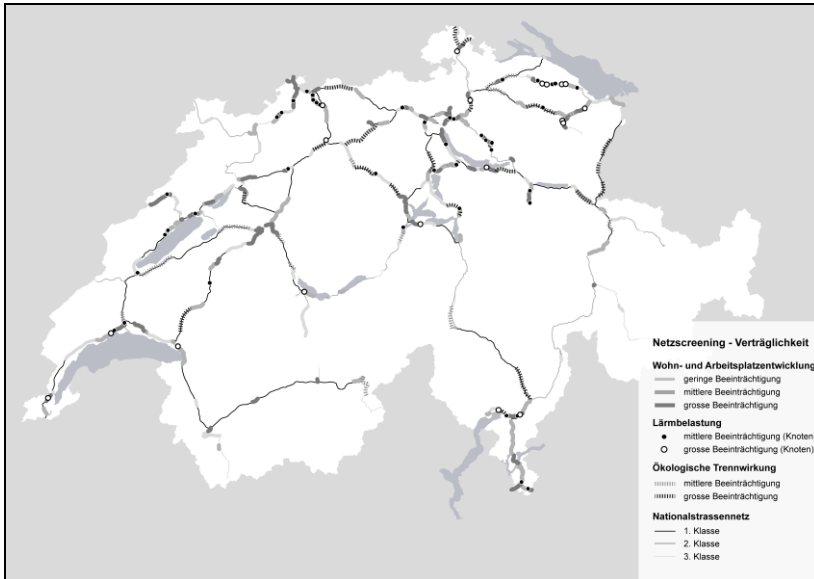 Netzscreening - Verträglichkeit
Wohn- und Arbeitsplatzentwicklung
geringe Beeinträchtigung
mittlere Beeinträchtigung
grosse Beeinträchtigung
Lärmbelastung
mittlere Beeinträchtigung (Knoten)
grosse Beeinträchtigung (Knoten)
Ökologische Trennwirkung
mittlere Beeinträchtigung
grosse Beeinträchtigung
Nationalstrassennetz
1. Klasse
2. Klasse
3. Klasse